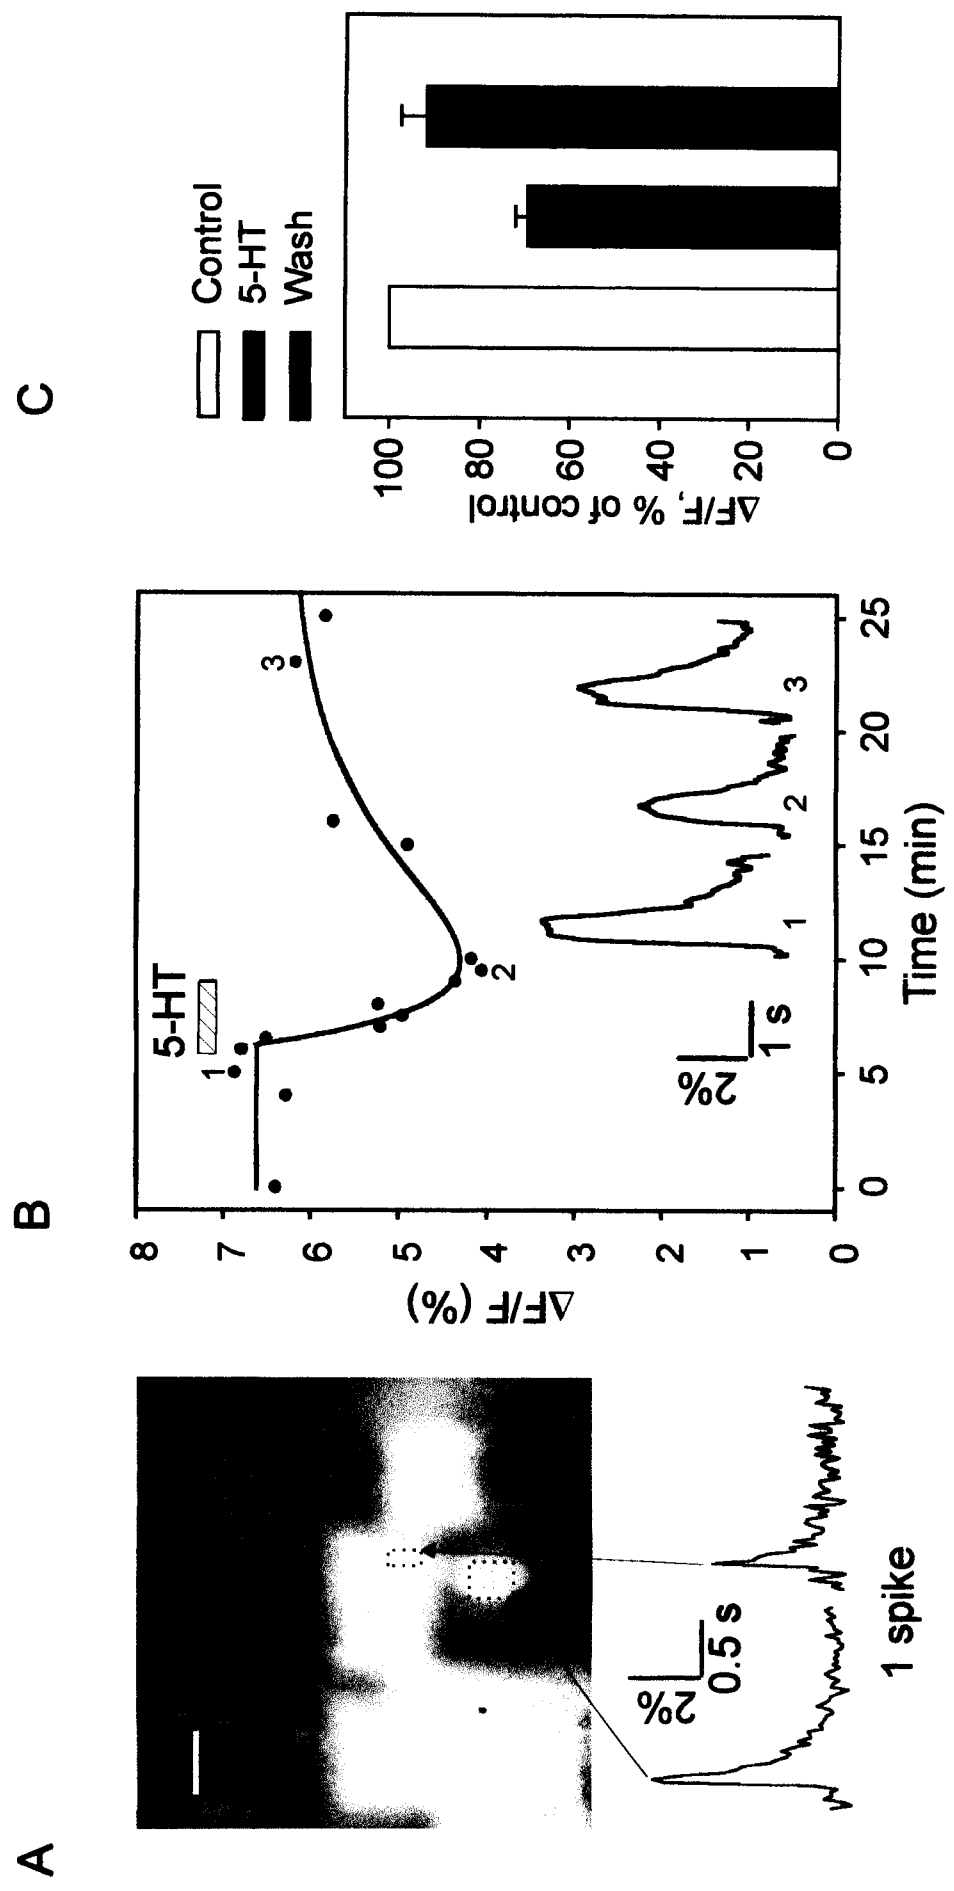 A
2%
0.5 s
1 spike
B
ΔF/F (%)
8
7
6
5
4
3
2
1
0
5-HT
1
2
3
2%
1 s
1
2
3
0
5
10
15
20
25
Time (min)
C
Control
5-HT
Wash
ΔF/F, % of control
100
80
60
40
20
0